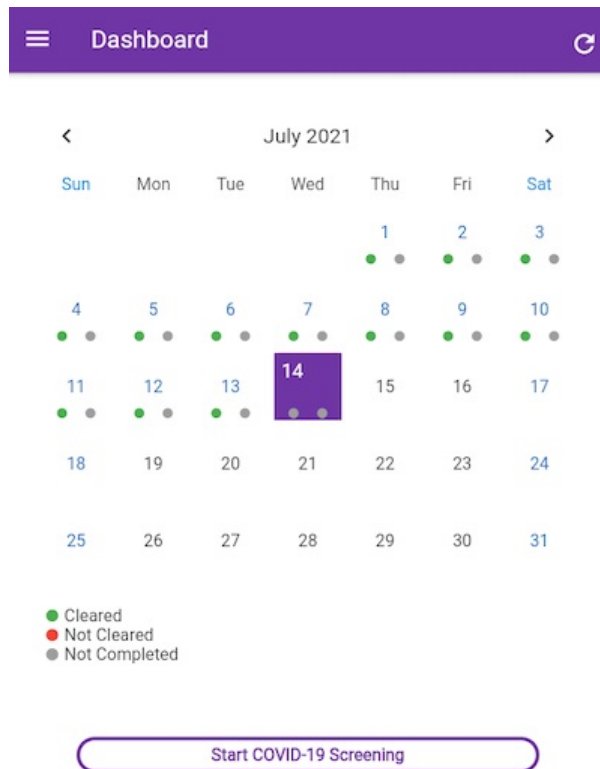 Dashboard
July 2021
Sun Mon Tue Wed Thu Fri Sat
1 2 3
4 5 6 7 8 9 10
11 12 13 14 15 16 17
18 19 20 21 22 23 24
25 26 27 28 29 30 31
Cleared
Not Cleared
Not Completed
Start COVID-19 Screening